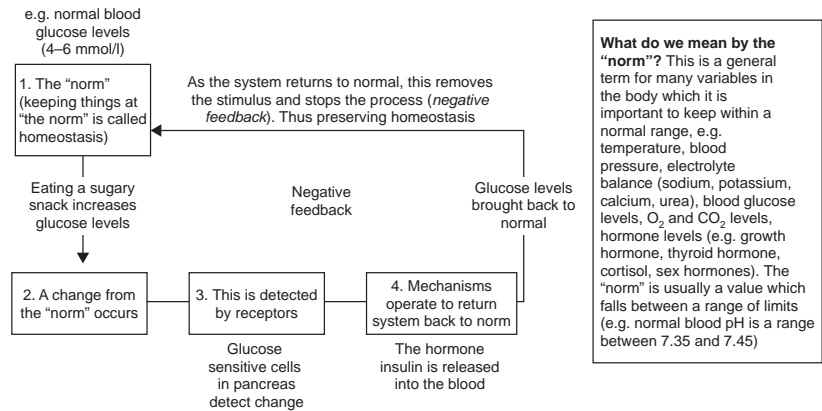 e.g. normal blood
glucose levels
(4–6 mmol/l)
1. The “norm”
(keeping things at
“the norm” is called
homeostasis)
As the system returns to normal, this removes
the stimulus and stops the process (negative
feedback). Thus preserving homeostasis
Eating a sugary
snack increases
glucose levels
Negative
feedback
Glucose levels
brought back to
normal
2. A change from
the “norm” occurs
3. This is detected
by receptors
4. Mechanisms
operate to return
system back to norm
Glucose
sensitive cells
in pancreas
detect change
The hormone
insulin is released
into the blood
What do we mean by the
“norm”? This is a general
term for many variables in
the body which it is
important to keep within a
normal range, e.g.
temperature, blood
pressure, electrolyte
balance (sodium, potassium,
calcium, urea), blood glucose
levels, O₂ and CO₂ levels,
hormone levels (e.g. growth
hormone, thyroid hormone,
cortisol, sex hormones). The
“norm” is usually a value which
falls between a range of limits
(e.g. normal blood pH is a range
between 7.35 and 7.45)